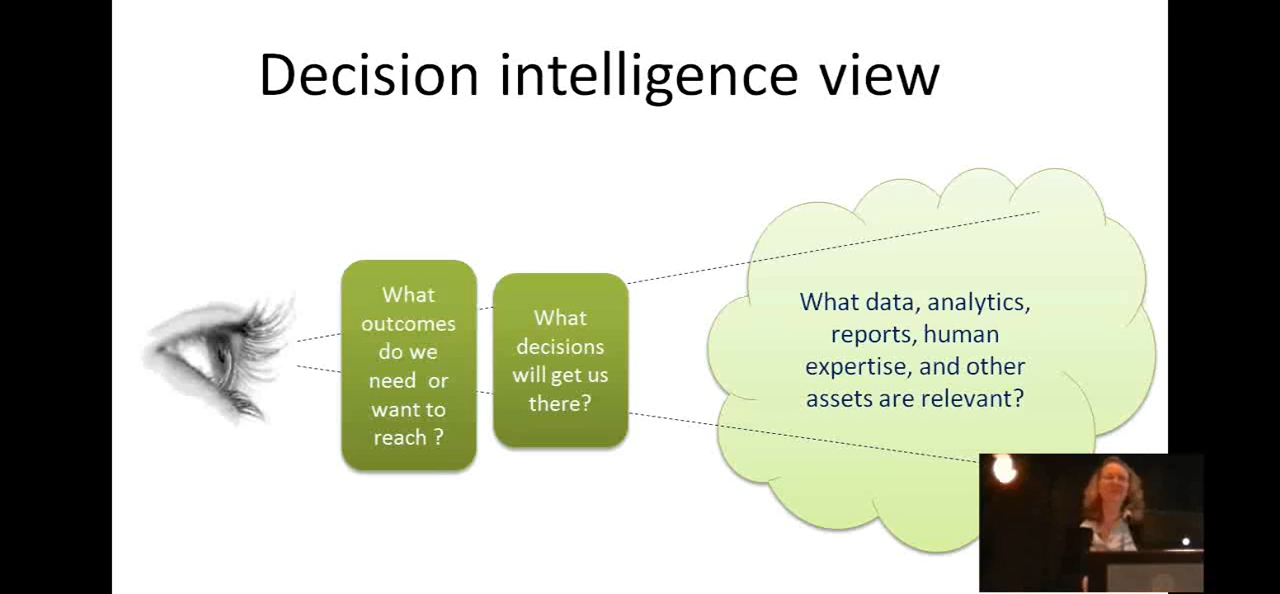 Decision intelligence view
What
outcomes
do we
need or
want to
reach ?
What
decisions
will get us
there?
What data, analytics,
reports, human
expertise, and other
assets are relevant?